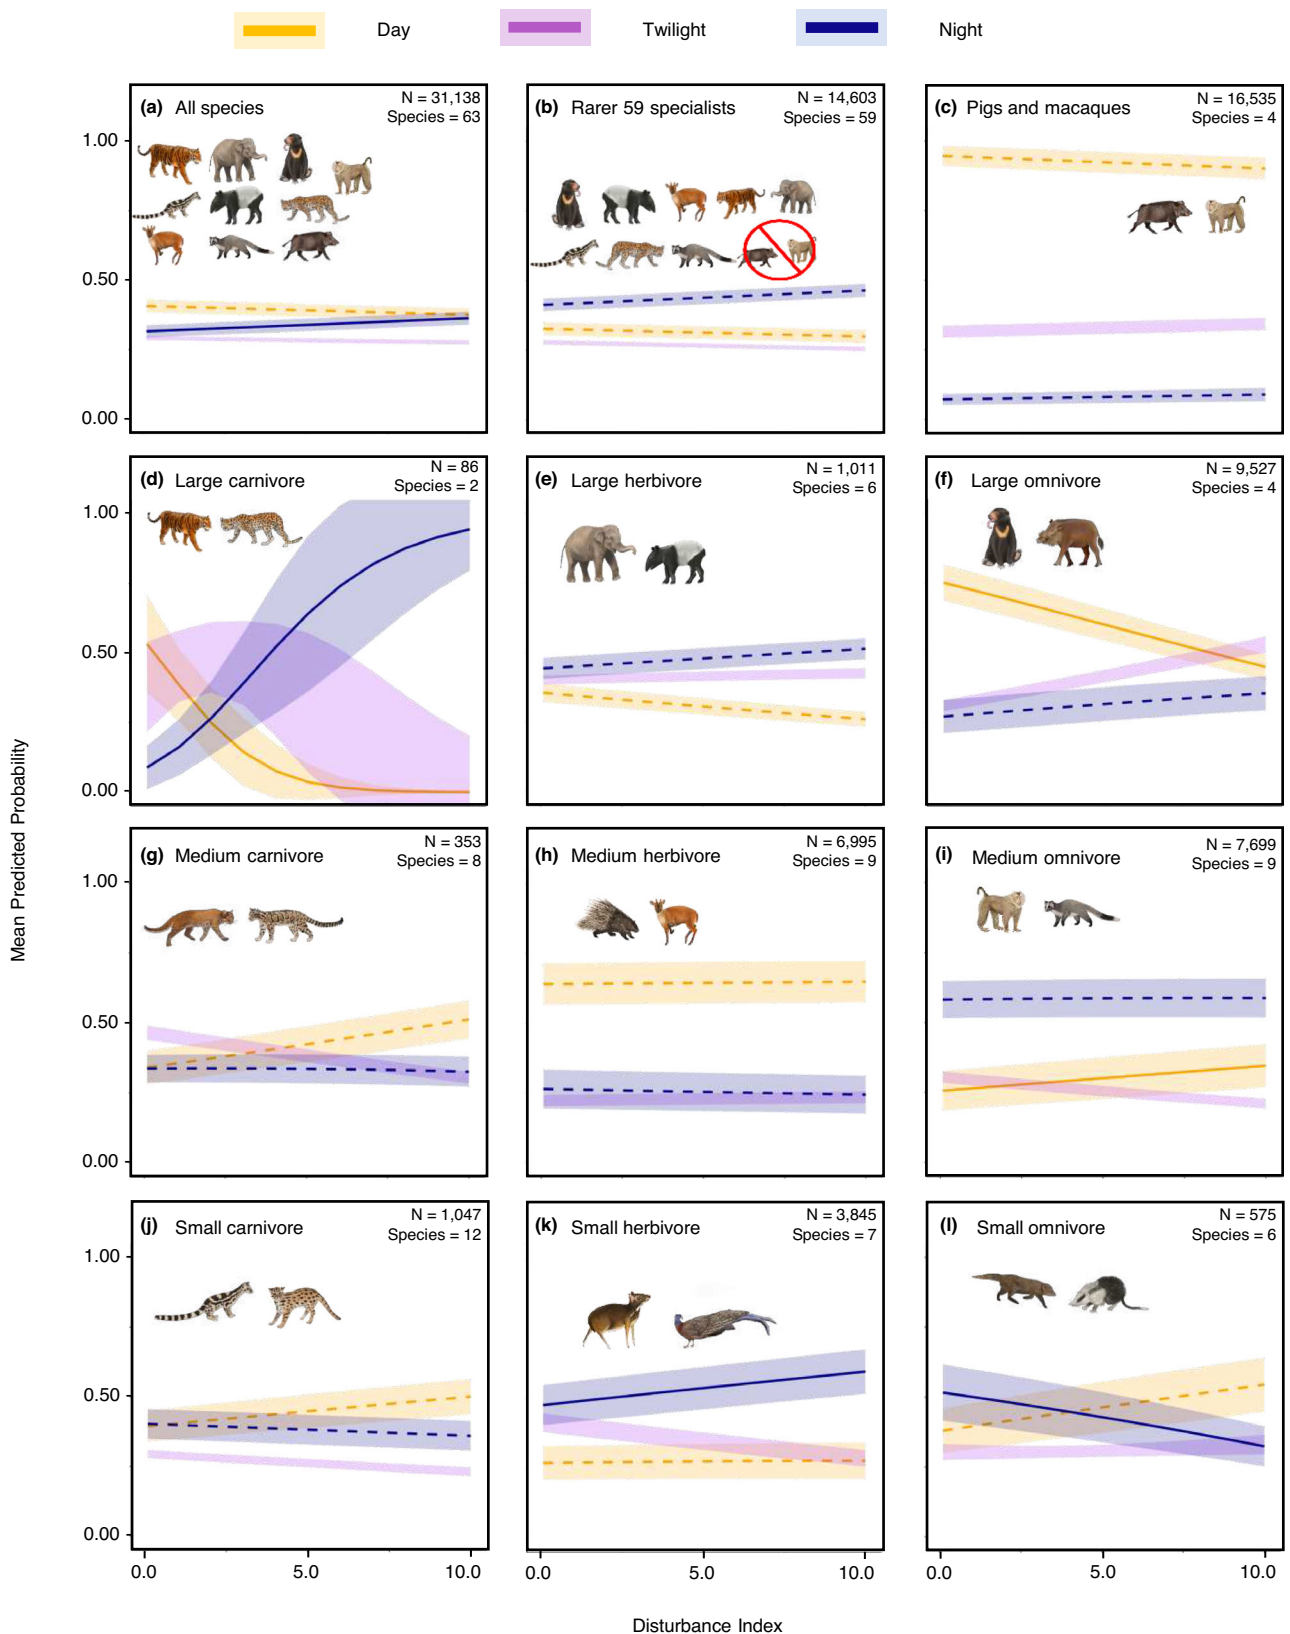 Day Twilight Night
(a) All species
N = 31,138
Species = 63
(b) Rarer 59 specialists
N = 14,603
Species = 59
(c) Pigs and macaques
N = 16,535
Species = 4
1.00
0.50
0.00
(d) Large carnivore
N = 86
Species = 2
(e) Large herbivore
N = 1,011
Species = 6
(f) Large omnivore
N = 9,527
Species = 4
1.00
0.50
0.00
(g) Medium carnivore
N = 353
Species = 8
(h) Medium herbivore
N = 6,995
Species = 9
(i) Medium omnivore
N = 7,699
Species = 9
1.00
0.50
0.00
(j) Small carnivore
N = 1,047
Species = 12
(k) Small herbivore
N = 3,845
Species = 7
(l) Small omnivore
N = 575
Species = 6
1.00
0.50
0.00
0.0 5.0 10.0 0.0 5.0 10.0 0.0 5.0 10.0
Mean Predicted Probability
Disturbance Index